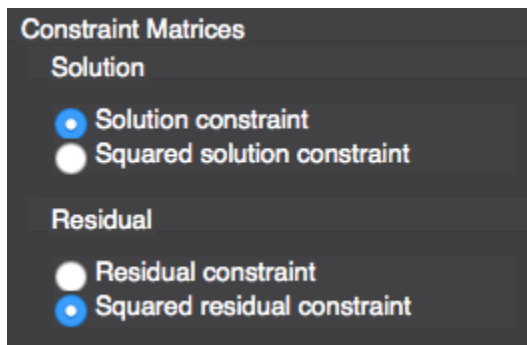 Constraint Matrices
Solution
Solution constraint
Squared solution constraint
Residual
Residual constraint
Squared residual constraint